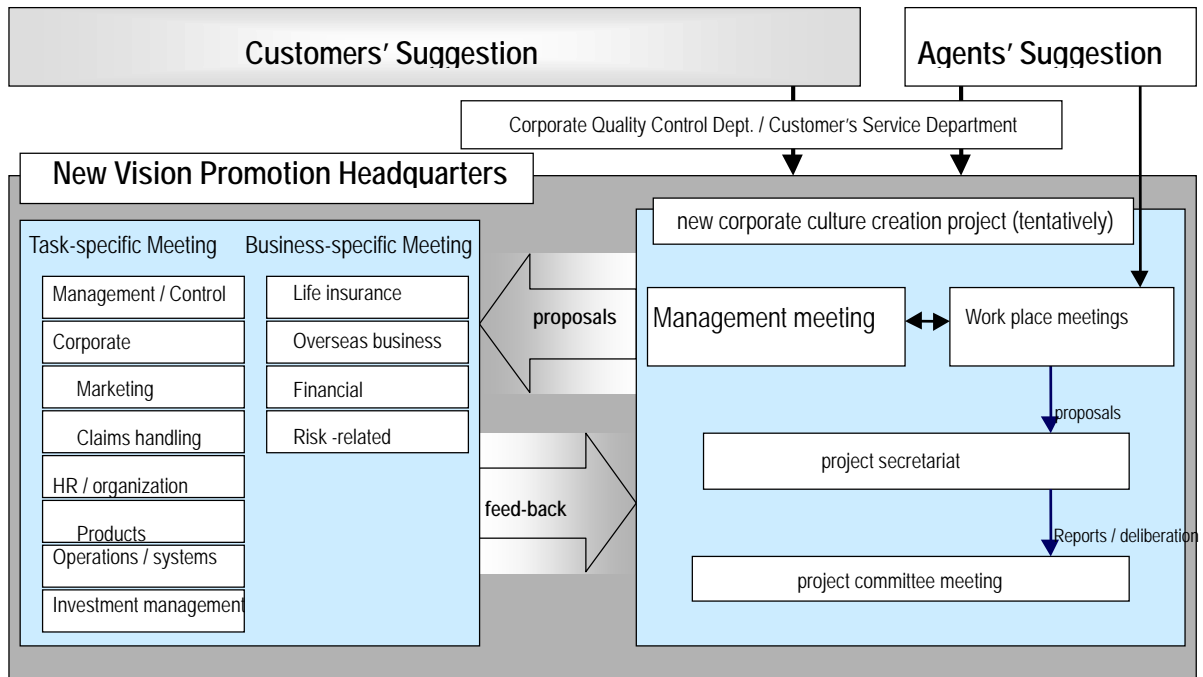 Customers' Suggestion
Agents' Suggestion
Corporate Quality Control Dept. / Customer's Service Department
New Vision Promotion Headquarters
Task-specific Meeting
Management / Control
Corporate
Marketing
Claims handling
HR / organization
Products
Operations / systems
Investment management
Business-specific Meeting
Life insurance
Overseas business
Financial
Risk -related
proposals
feed-back
new corporate culture creation project (tentatively)
Management meeting
Work place meetings
proposals
project secretariat
Reports / deliberation
project committee meeting